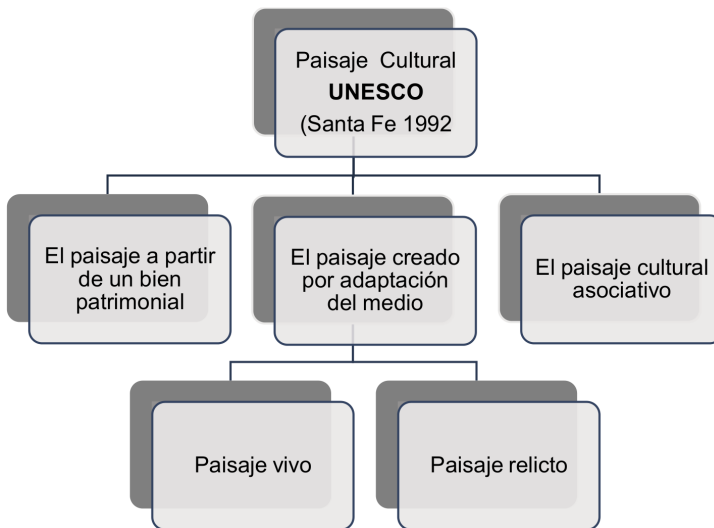 Paisaje Cultural
UNESCO
(Santa Fe 1992
El paisaje a partir
de un bien
patrimonial
El paisaje creado
por adaptación
del medio
El paisaje cultural
asociativo
Paisaje vivo
Paisaje relicto